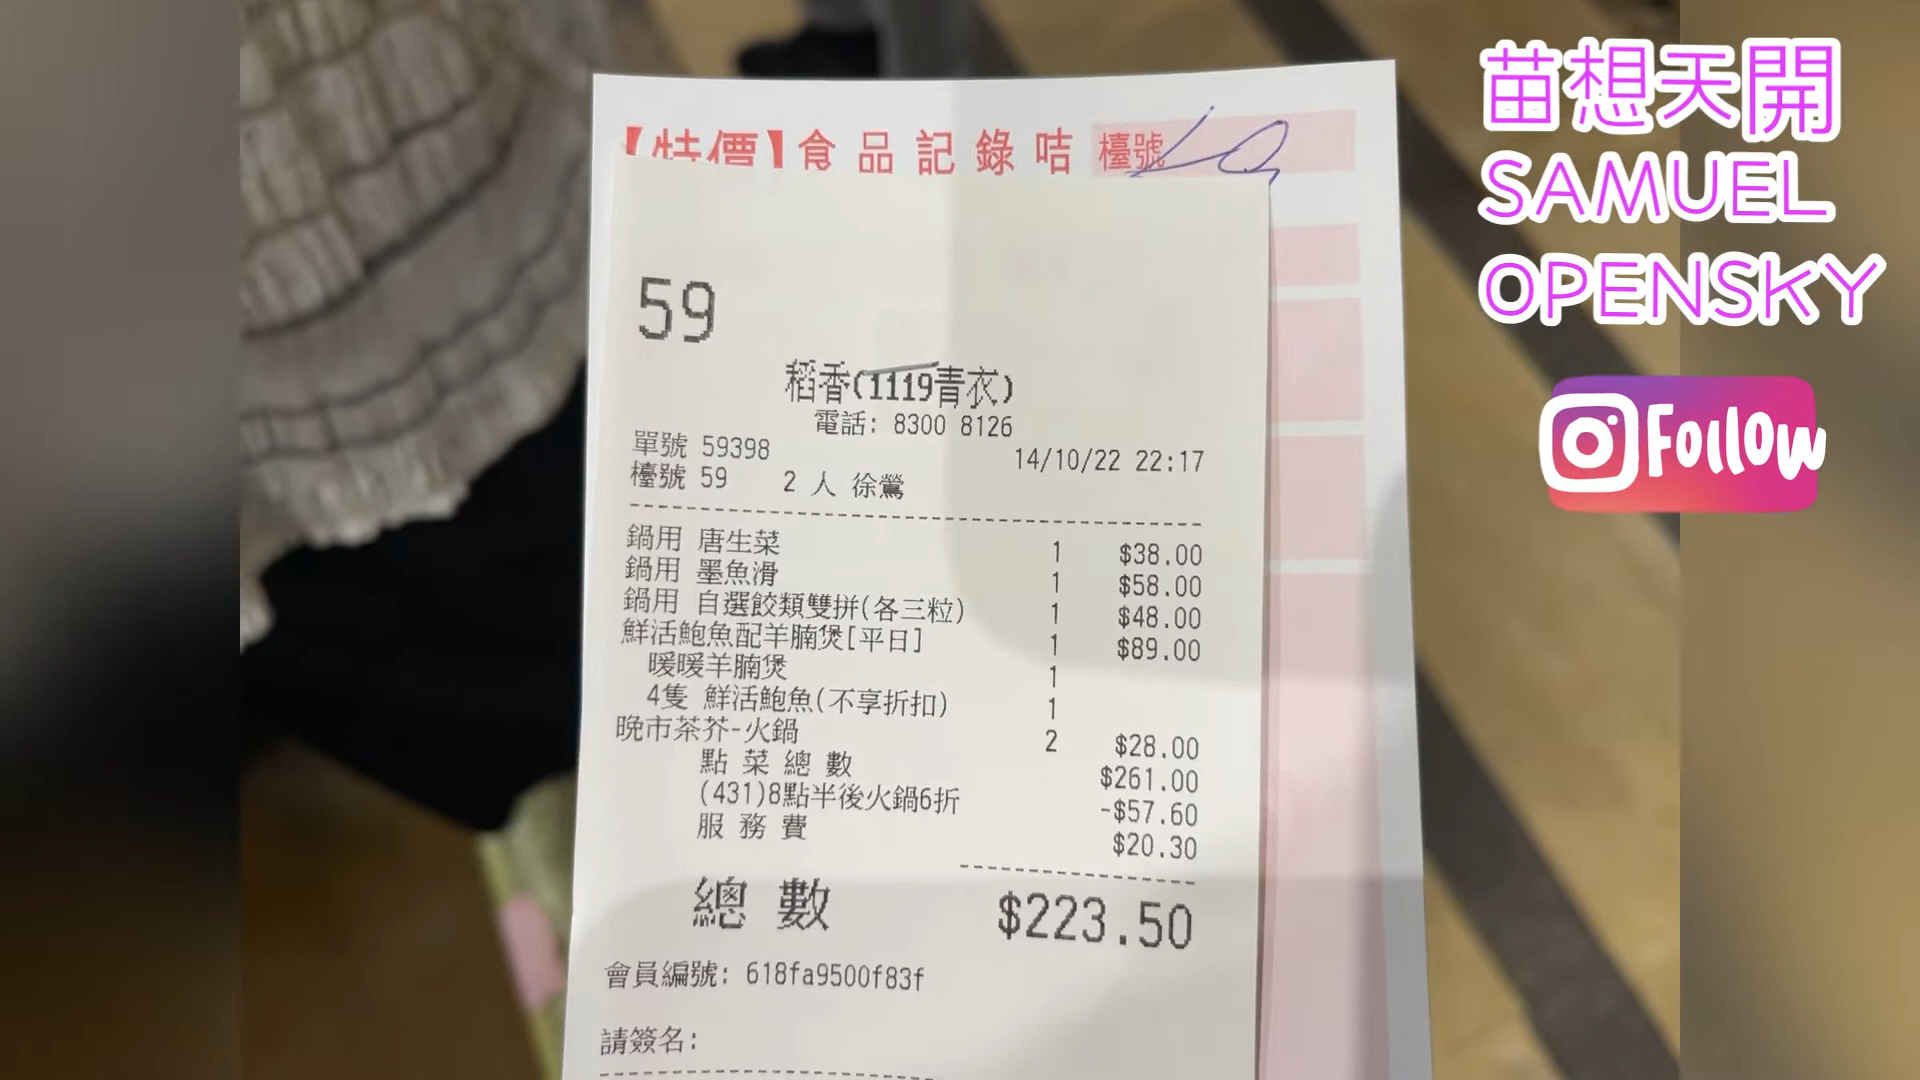 【特價】食品記錄咭 檯號
59
稻香(1119青衣)
電話: 8300 8126
單號 59398 14/10/22 22:17
檯號 59 2 人 徐鶯
鍋用 唐生菜 1 $38.00
鍋用 墨魚滑 1 $58.00
鍋用 自選餃類雙拼(各三粒) 1 $48.00
鮮活鮑魚配羊腩煲[平日] 1 $89.00
暖暖羊腩煲 1
4隻 鮮活鮑魚(不享折扣) 1
晚市茶芥-火鍋 2 $28.00
點菜總數 $261.00
(431)8點半後火鍋6折 -$57.60
服務費 $20.30
總數 $223.50
會員編號: 618fa9500f83f
請簽名:
苗想天開
SAMUEL
OPENSKY
Follow